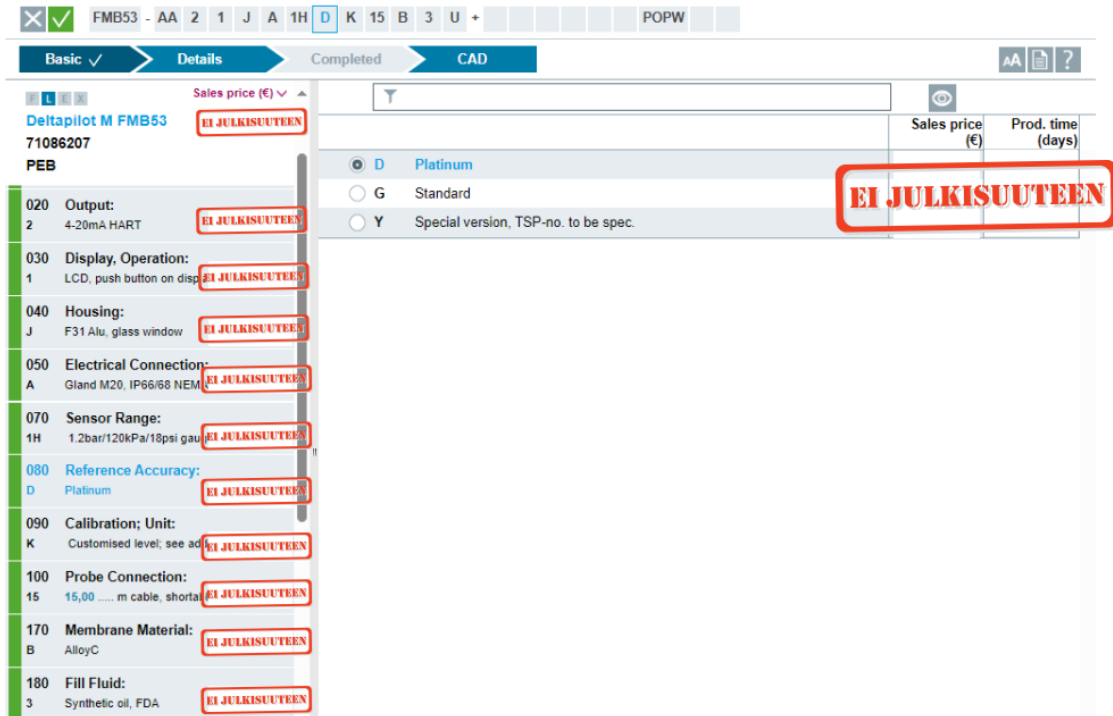 FMB53 - AA 2 1 J A 1H D K 15 B 3 U + POPW
Basic ✓ Details Completed CAD
AA ?
F L E X Sales price (€)
Deltapilot M FMB53 EI JULKISUUTEEN
71086207
PEB
020 Output:
2 4-20mA HART EI JULKISUUTEEN
030 Display, Operation:
1 LCD, push button on EI JULKISUUTEEN
040 Housing:
J F31 Alu, glass window EI JULKISUUTEEN
050 Electrical Connection:
A Gland M20, IP66/68 EI JULKISUUTEEN
070 Sensor Range:
1H 1.2bar/120kPa/18psi EI JULKISUUTEEN
080 Reference Accuracy:
D Platinum EI JULKISUUTEEN
090 Calibration; Unit:
K Customised level; see EI JULKISUUTEEN
100 Probe Connection:
15 15,00 ..... m cable, EI JULKISUUTEEN
170 Membrane Material:
B AlloyC EI JULKISUUTEEN
180 Fill Fluid:
3 Synthetic oil, FDA EI JULKISUUTEEN
Sales price (€) Prod. time (days)
D Platinum
G Standard
Y Special version, TSP-no. to be spec.
EI JULKISUUTEEN